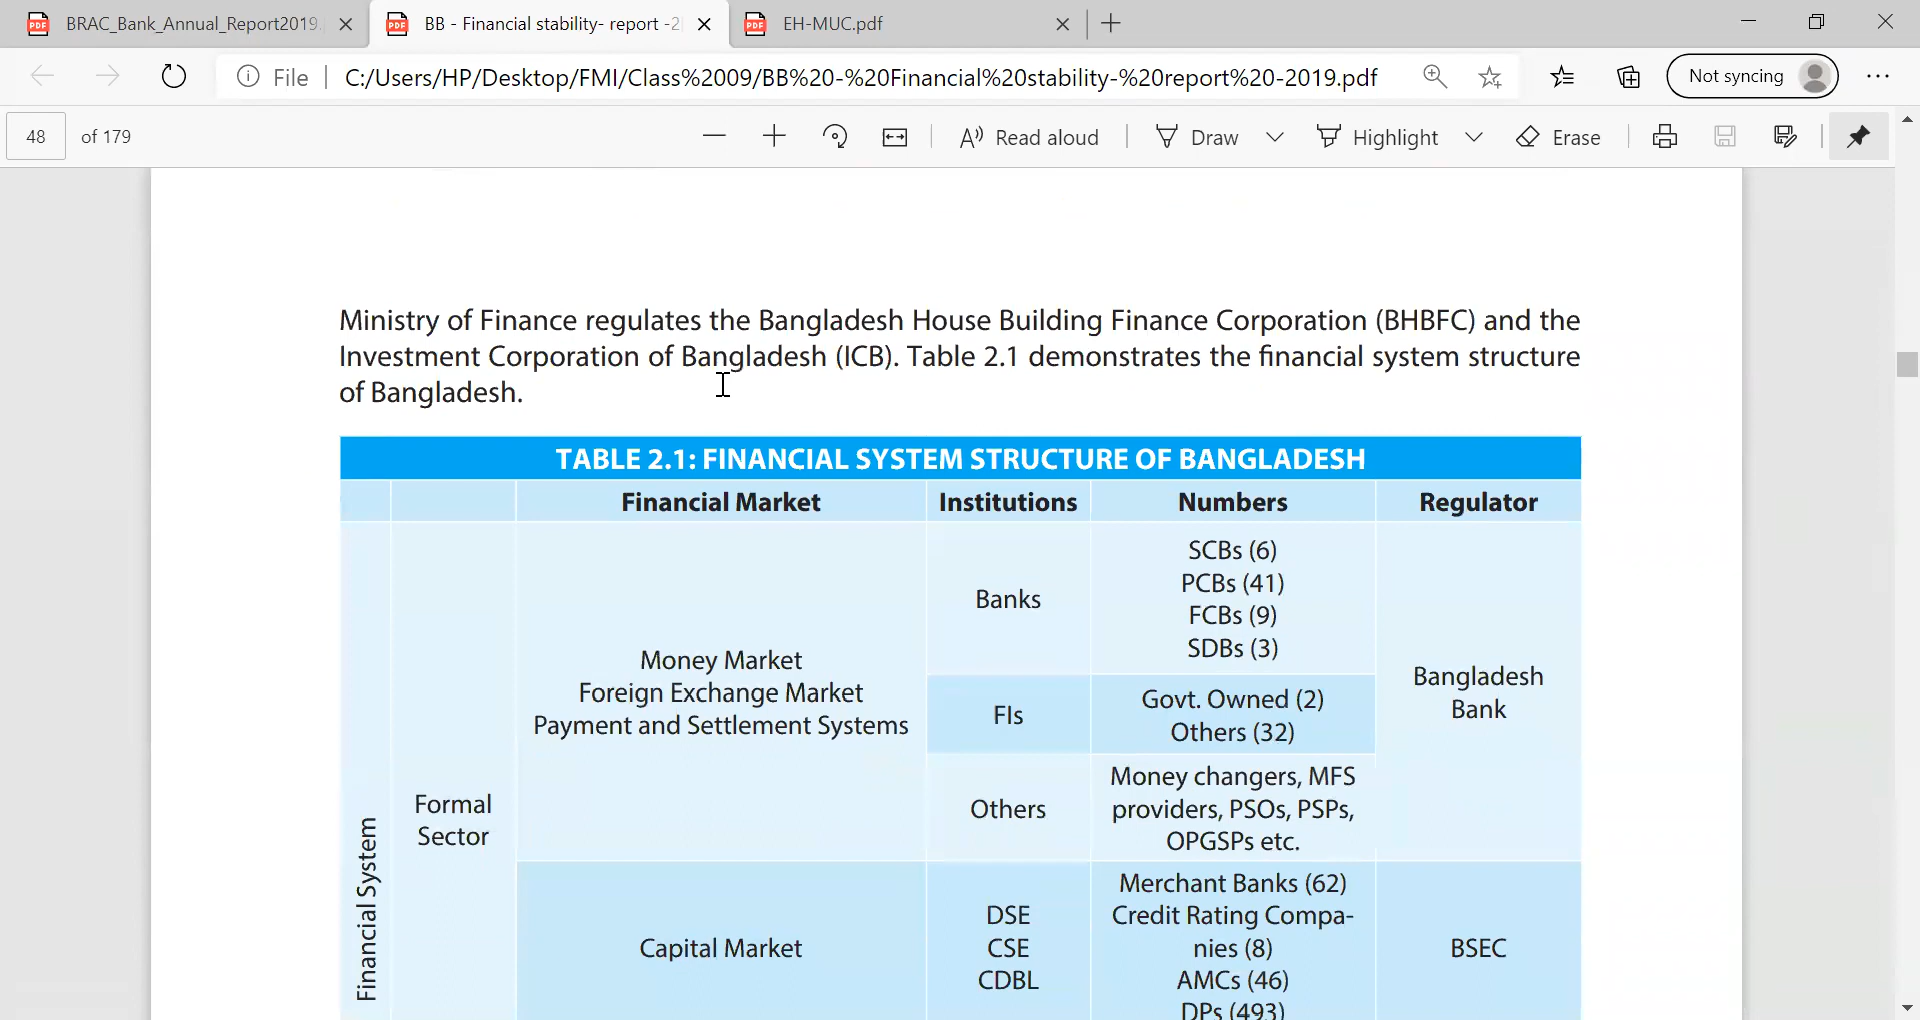 BRAC_Bank_Annual_Report2019.
BB - Financial stability- report -2
EH-MUC.pdf
File
C:/Users/HP/Desktop/FMI/Class%2009/BB%20-%20Financial%20stability-%20report%20-2019.pdf
Not syncing
48 of 179
Read aloud
Draw
Highlight
Erase
Ministry of Finance regulates the Bangladesh House Building Finance Corporation (BHBFC) and the
Investment Corporation of Bangladesh (ICB). Table 2.1 demonstrates the financial system structure
of Bangladesh.
TABLE 2.1: FINANCIAL SYSTEM STRUCTURE OF BANGLADESH
Financial Market Institutions Numbers Regulator
Financial System
Formal
Sector
Money Market
Foreign Exchange Market
Payment and Settlement Systems
Banks
SCBs (6)
PCBs (41)
FCBs (9)
SDBs (3)
FIs
Govt. Owned (2)
Others (32)
Others
Money changers, MFS
providers, PSOs, PSPs,
OPGSPs etc.
Bangladesh
Bank
Capital Market
DSE
CSE
CDBL
Merchant Banks (62)
Credit Rating Compa-
nies (8)
AMCs (46)
DPs (493)
BSEC